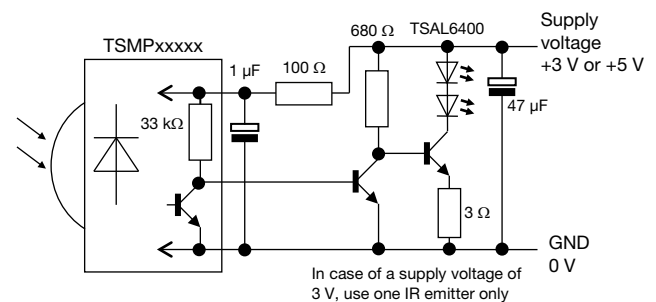 TSMPxxxxx
680 Ω
TSAL6400
Supply
voltage
+3 V or +5 V
1 µF
100 Ω
33 kΩ
47 µF
3 Ω
GND
0 V
In case of a supply voltage of
3 V, use one IR emitter only